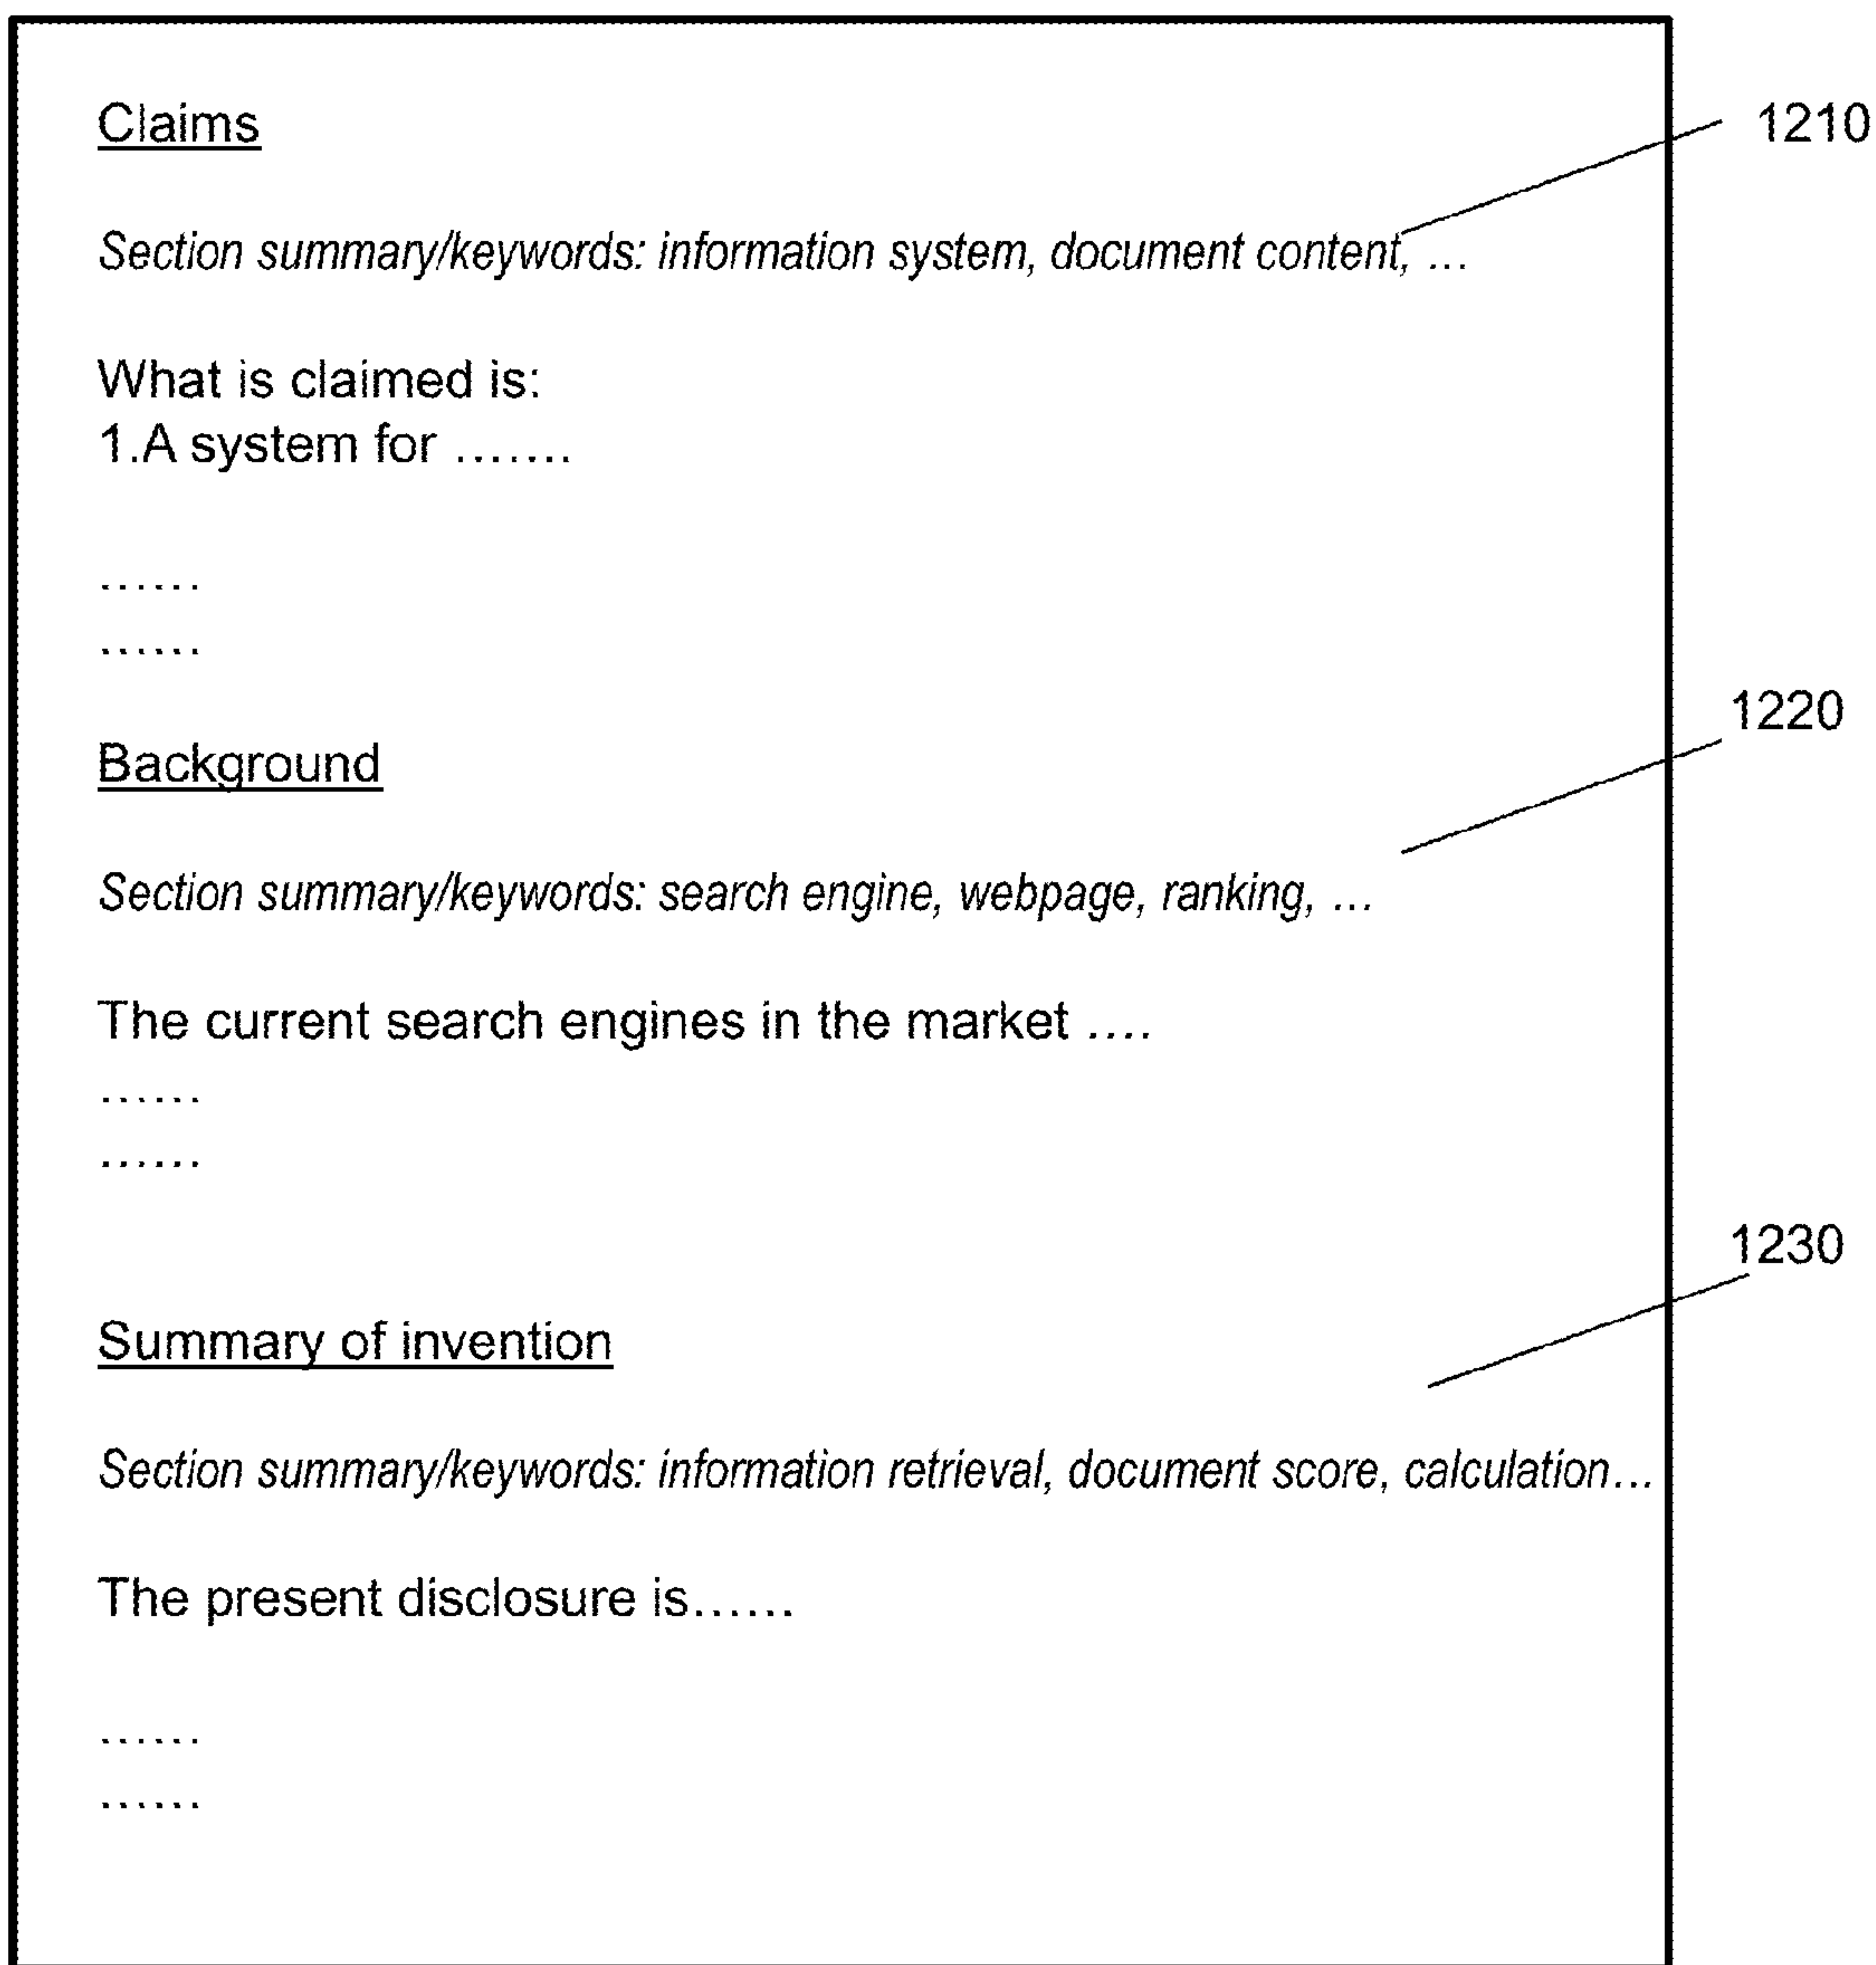 Claims
1210
Section summary/keywords: information system, document content, ...
What is claimed is:
1.A system for .......
......
......
1220
Background
Section summary/keywords: search engine, webpage, ranking, ...
The current search engines in the market ....
......
......
1230
Summary of invention
Section summary/keywords: information retrieval, document score, calculation...
The present disclosure is......
......
......